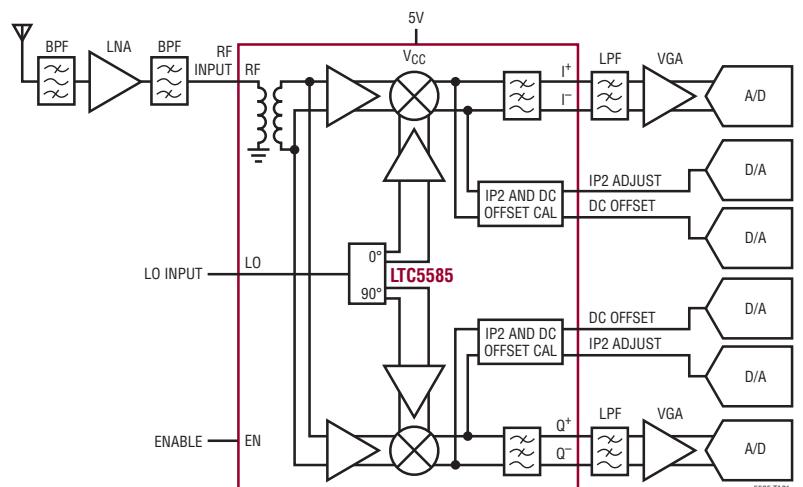 5V
BPF
LNA
BPF
RF
INPUT
RF
VCC
I+
I−
LPF
VGA
A/D
IP2 AND DC
OFFSET CAL
IP2 ADJUST
DC OFFSET
D/A
D/A
LO INPUT
LO
0°
90°
LTC5585
IP2 AND DC
OFFSET CAL
DC OFFSET
IP2 ADJUST
D/A
D/A
ENABLE
EN
Q+
Q−
LPF
VGA
A/D